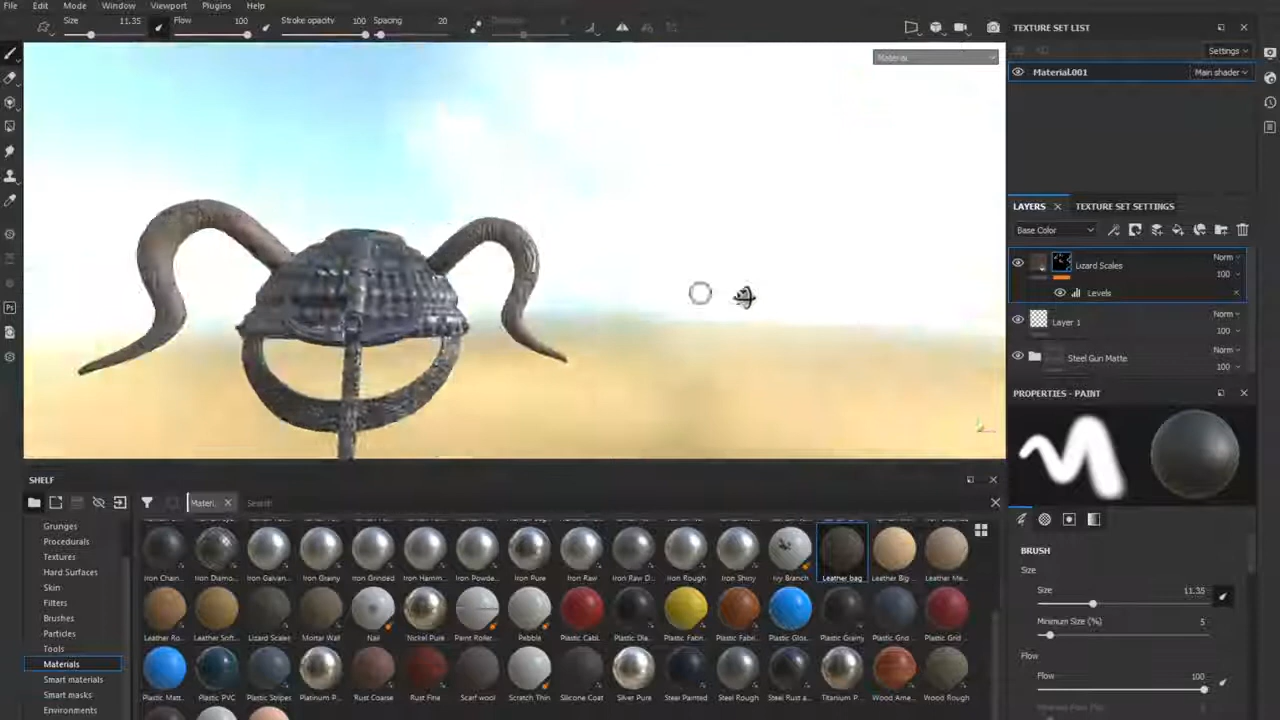 File Edit Mode Window Viewport Plugins Help
Size 11.35 Flow 100 Stroke opacity 100 Spacing 20
Material
TEXTURE SET LIST
Settings
Material.001 Main shader
LAYERS TEXTURE SET SETTINGS
Base Color
Lizard Scales Norm 100
Levels
Layer 1 Norm 100
Steel Gun Matte Norm 100
PROPERTIES - PAINT
BRUSH
Size
Size 11.35
Minimum Size (%) 5
Flow
Flow 100
SHELF
Materi... Search
Grunges
Procedurals
Textures
Hard Surfaces
Skin
Filters
Brushes
Particles
Tools
Materials
Smart materials
Smart masks
Environments
Iron Chain... Iron Diamo... Iron Galvan... Iron Grainy Iron Grinded Iron Hamm... Iron Powde... Iron Pure Iron Raw Iron Raw D... Iron Rough Iron Shiny Ivy Branch Leather bag Leather Big ... Leather Me...
Leather Ro... Leather Soft... Lizard Scales Mortar Wall Nail Nickel Pure Paint Roller... Pebble Plastic Cabl... Plastic Dia... Plastic Fabri... Plastic Fabri... Plastic Glos... Plastic Grainy Plastic Grid ... Plastic Grid ...
Plastic Matt... Plastic PVC Plastic Stripes Platinum P... Rust Coarse Rust Fine Scarf wool Scratch Thin Silicone Coat Silver Pure Steel Painted Steel Rough Steel Rust a... Titanium P... Wood Ame... Wood Rough